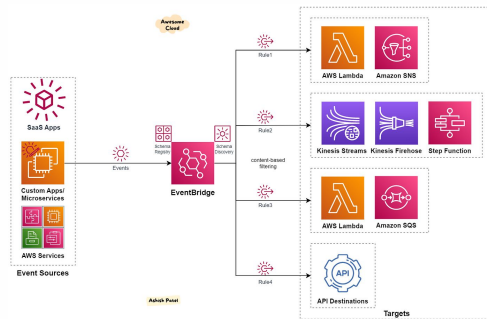 Awesome
Cloud
Targets
SaaS Apps
Custom Apps/
Microservices
AWS Services
Event Sources
Events
Schema
Registry
Schema
Discovery
EventBridge
content-based
filtering
Rule1
Rule2
Rule3
Rule4
AWS Lambda
Amazon SNS
Kinesis Streams
Kinesis Firehose
Step Function
AWS Lambda
Amazon SQS
API
API Destinations
Targets
Ashish Patel